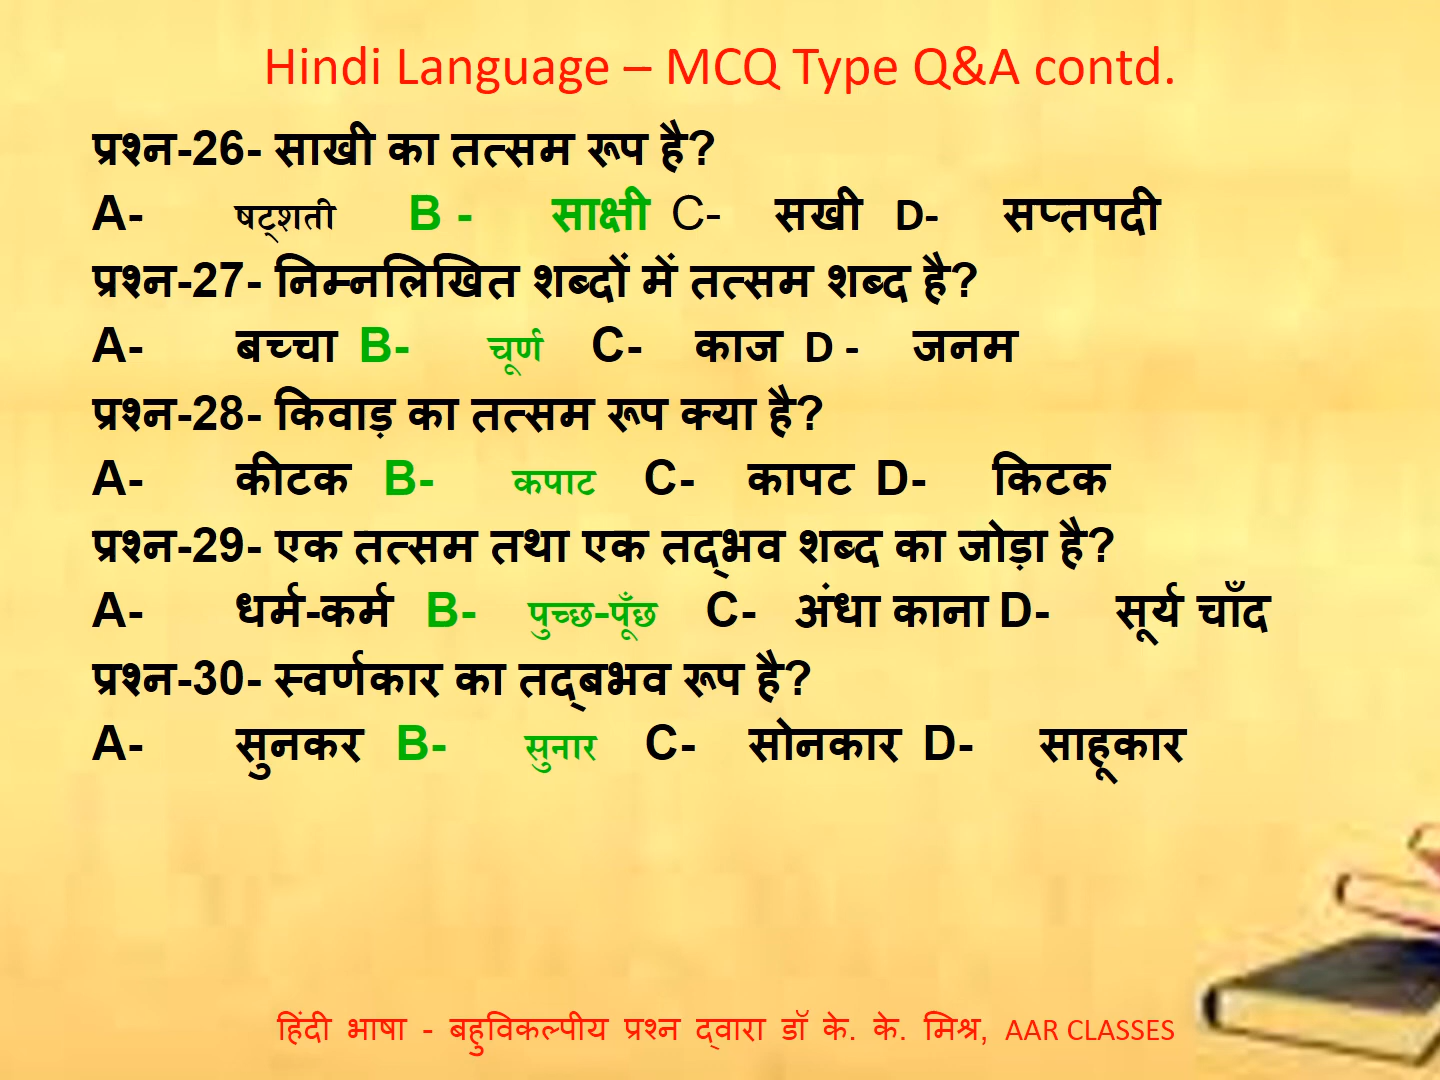 Hindi Language – MCQ Type Q&A contd.
प्रश्न-26- साखी का तत्सम रूप है?
A- षट्शती B - साक्षी C- सखी D- सप्तपदी
प्रश्न-27- निम्नलिखित शब्दों में तत्सम शब्द है?
A- बच्चा B- चूर्ण C- काज D - जनम
प्रश्न-28- किवाड़ का तत्सम रूप क्या है?
A- कीटक B- कपाट C- कापट D- किटक
प्रश्न-29- एक तत्सम तथा एक तद्भव शब्द का जोड़ा है?
A- धर्म-कर्म B- पुच्छ-पूँछ C- अंधा काना D- सूर्य चाँद
प्रश्न-30- स्वर्णकार का तद्बभव रूप है?
A- सुनकर B- सुनार C- सोनकार D- साहूकार
हिंदी भाषा - बहुविकल्पीय प्रश्न द्वारा डॉ के. के. मिश्र, AAR CLASSES